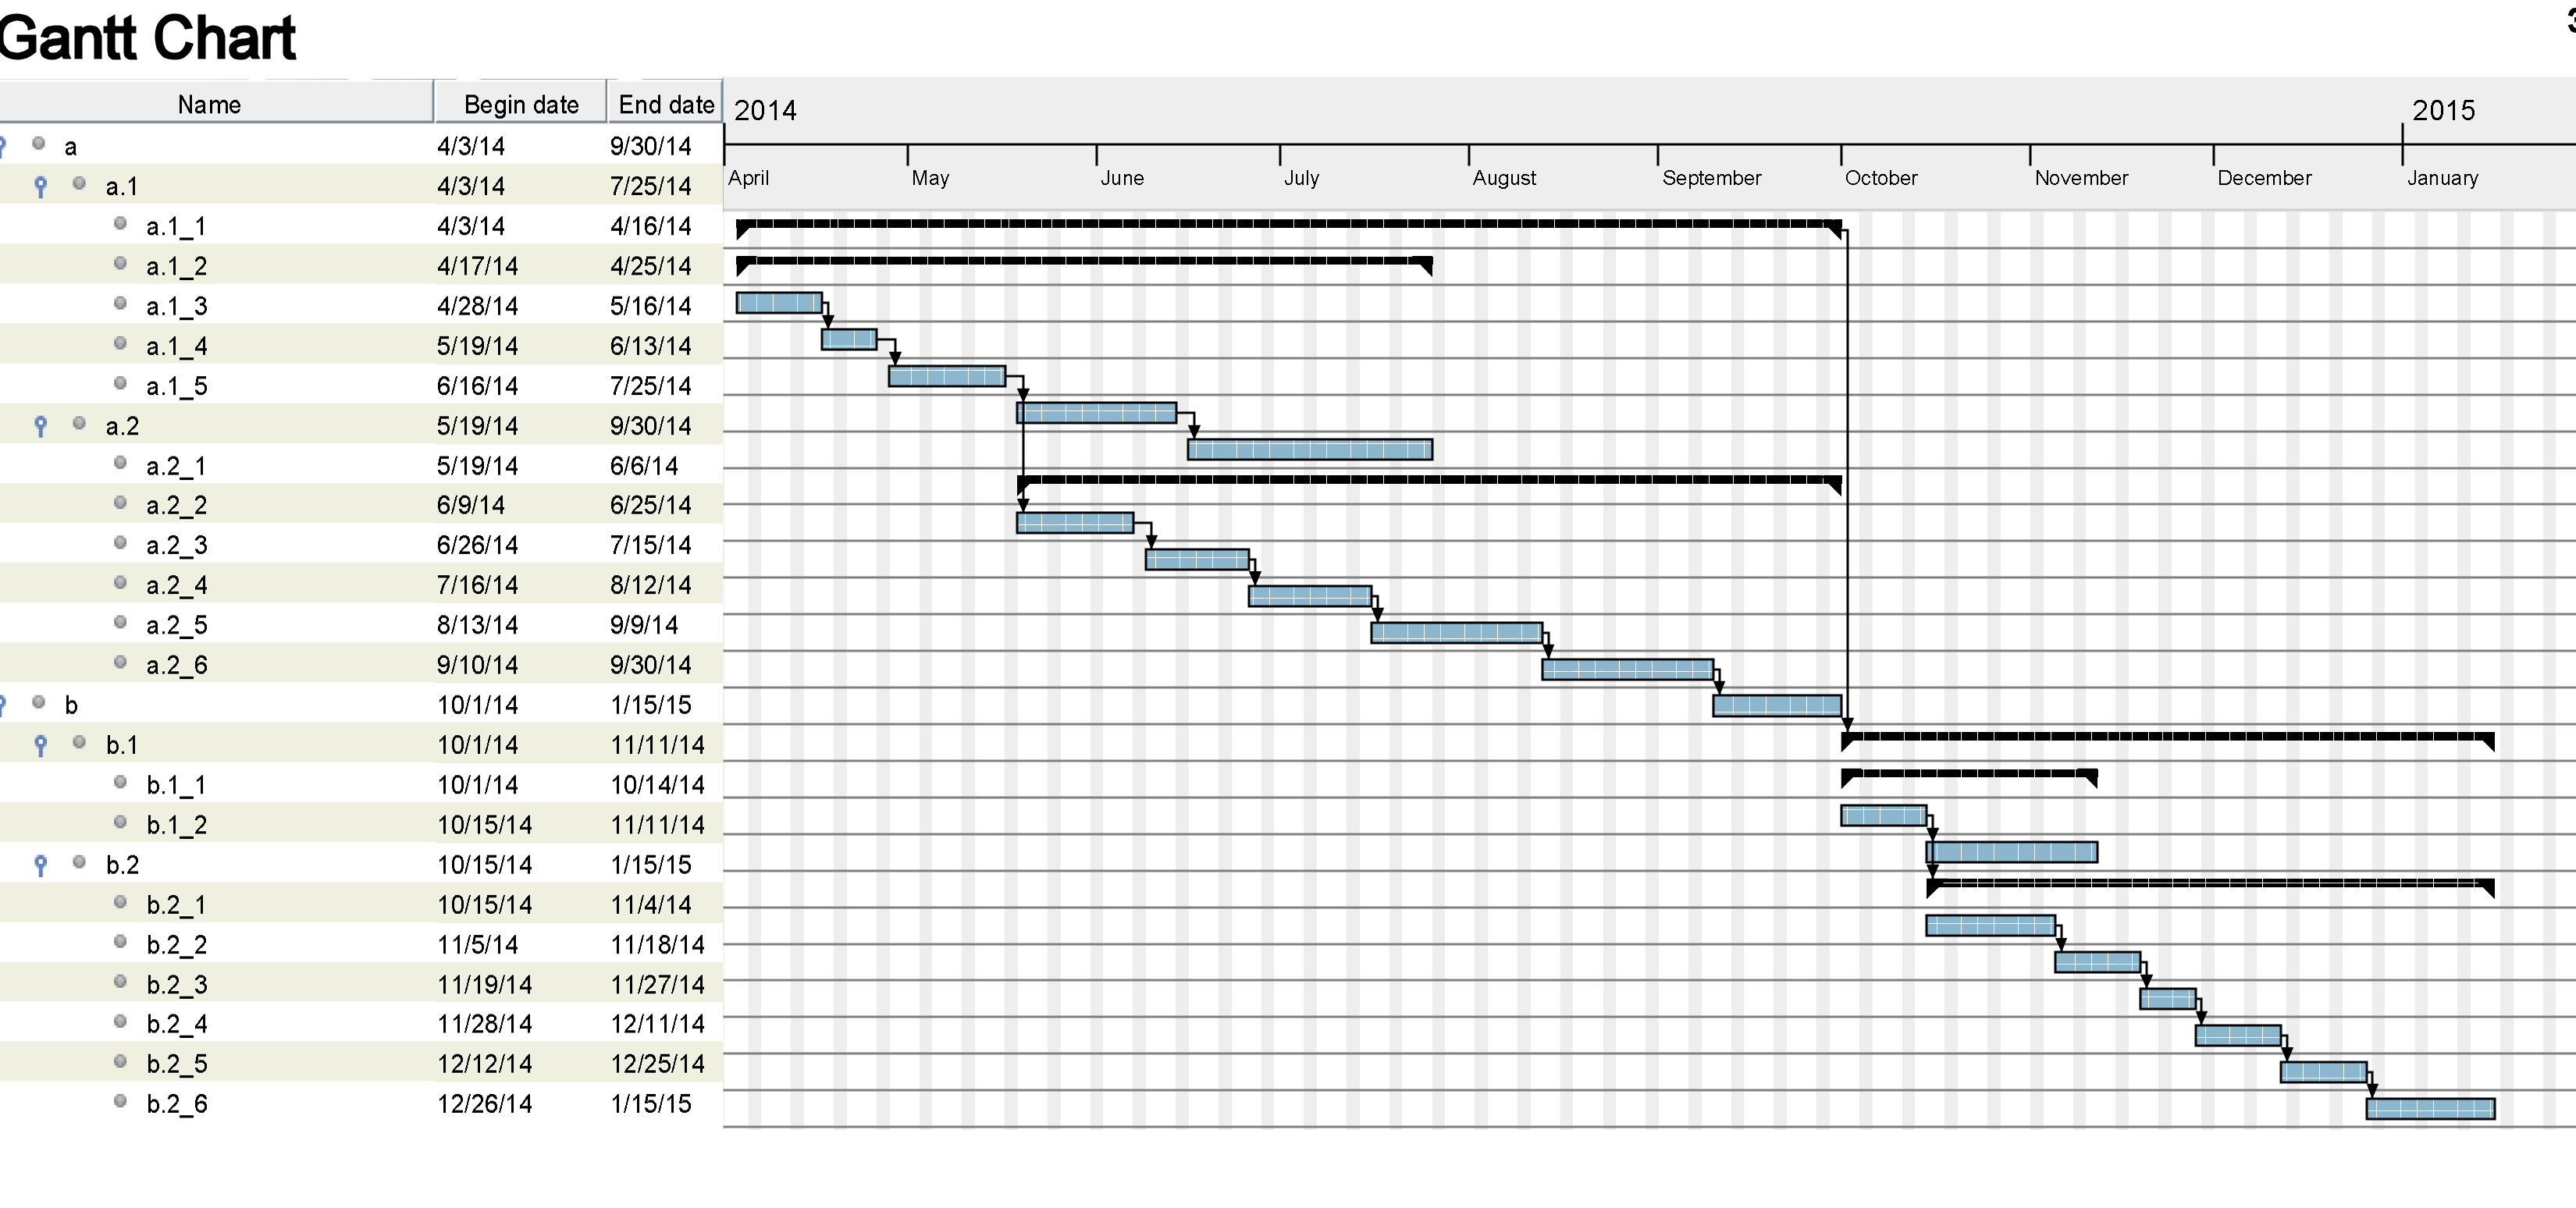 Gantt Chart
3
Name Begin date End date
2014 2015
April May June July August September October November December January
a 4/3/14 9/30/14
a.1 4/3/14 7/25/14
a.1_1 4/3/14 4/16/14
a.1_2 4/17/14 4/25/14
a.1_3 4/28/14 5/16/14
a.1_4 5/19/14 6/13/14
a.1_5 6/16/14 7/25/14
a.2 5/19/14 9/30/14
a.2_1 5/19/14 6/6/14
a.2_2 6/9/14 6/25/14
a.2_3 6/26/14 7/15/14
a.2_4 7/16/14 8/12/14
a.2_5 8/13/14 9/9/14
a.2_6 9/10/14 9/30/14
b 10/1/14 1/15/15
b.1 10/1/14 11/11/14
b.1_1 10/1/14 10/14/14
b.1_2 10/15/14 11/11/14
b.2 10/15/14 1/15/15
b.2_1 10/15/14 11/4/14
b.2_2 11/5/14 11/18/14
b.2_3 11/19/14 11/27/14
b.2_4 11/28/14 12/11/14
b.2_5 12/12/14 12/25/14
b.2_6 12/26/14 1/15/15